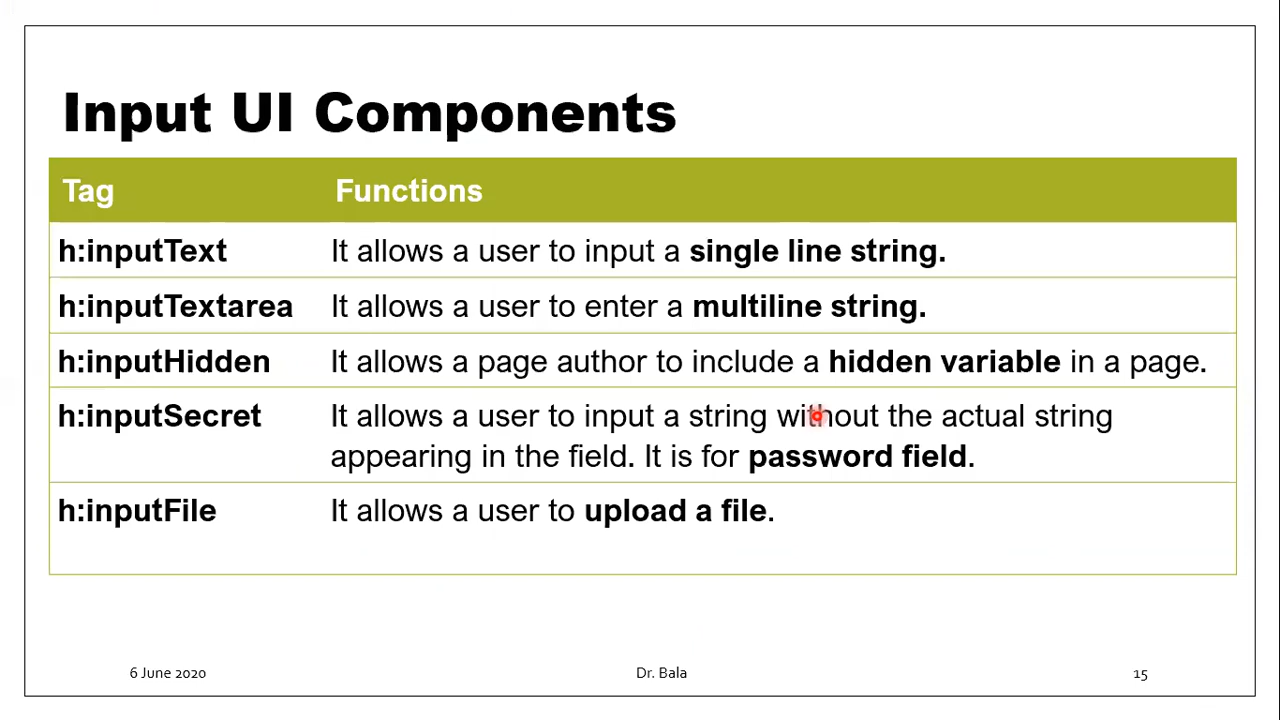 Input UI Components
Tag Functions
h:inputText It allows a user to input a single line string.
h:inputTextarea It allows a user to enter a multiline string.
h:inputHidden It allows a page author to include a hidden variable in a page.
h:inputSecret It allows a user to input a string without the actual string
appearing in the field. It is for password field.
h:inputFile It allows a user to upload a file.
6 June 2020 Dr. Bala 15